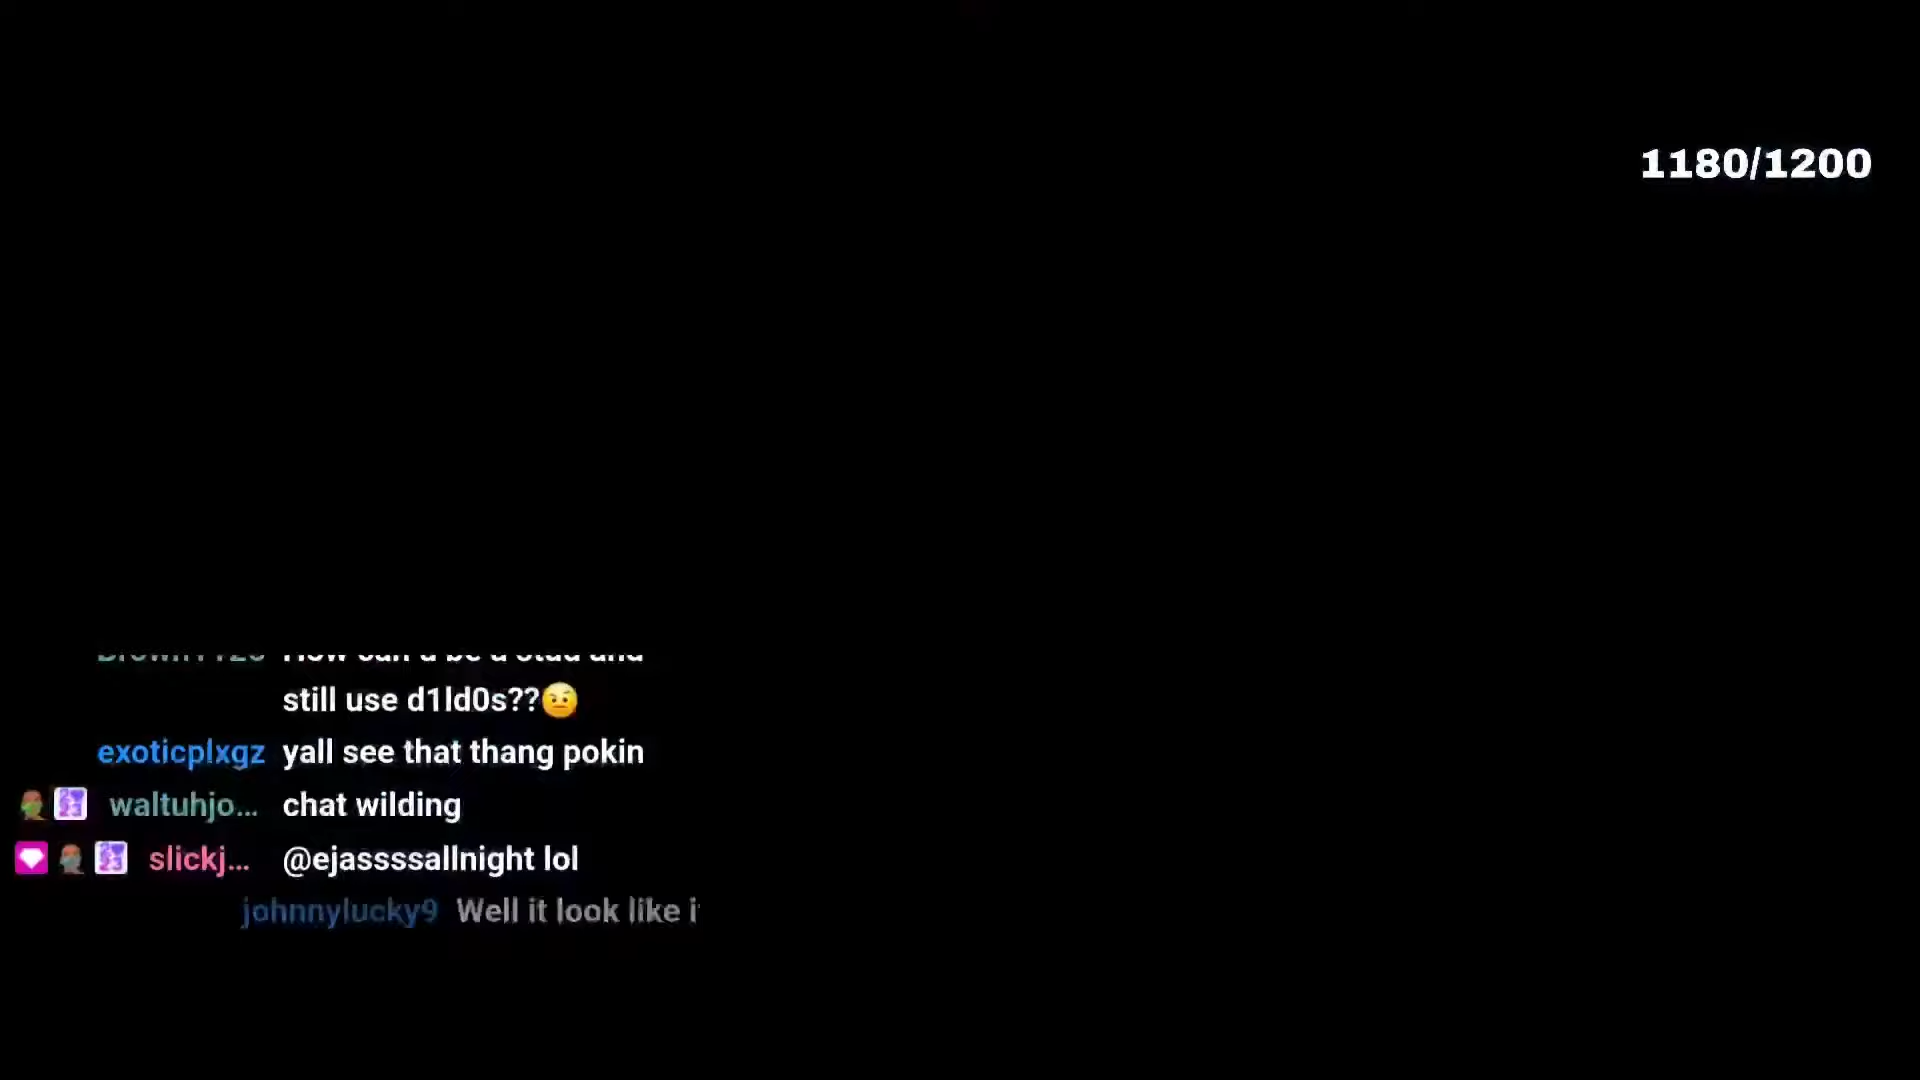 1180/1200
still use d1ld0s??🤨
exoticplxgz yall see that thang pokin
waltuhjo... chat wilding
slickj... @ejassssallnight lol
johnnylucky9 Well it look like